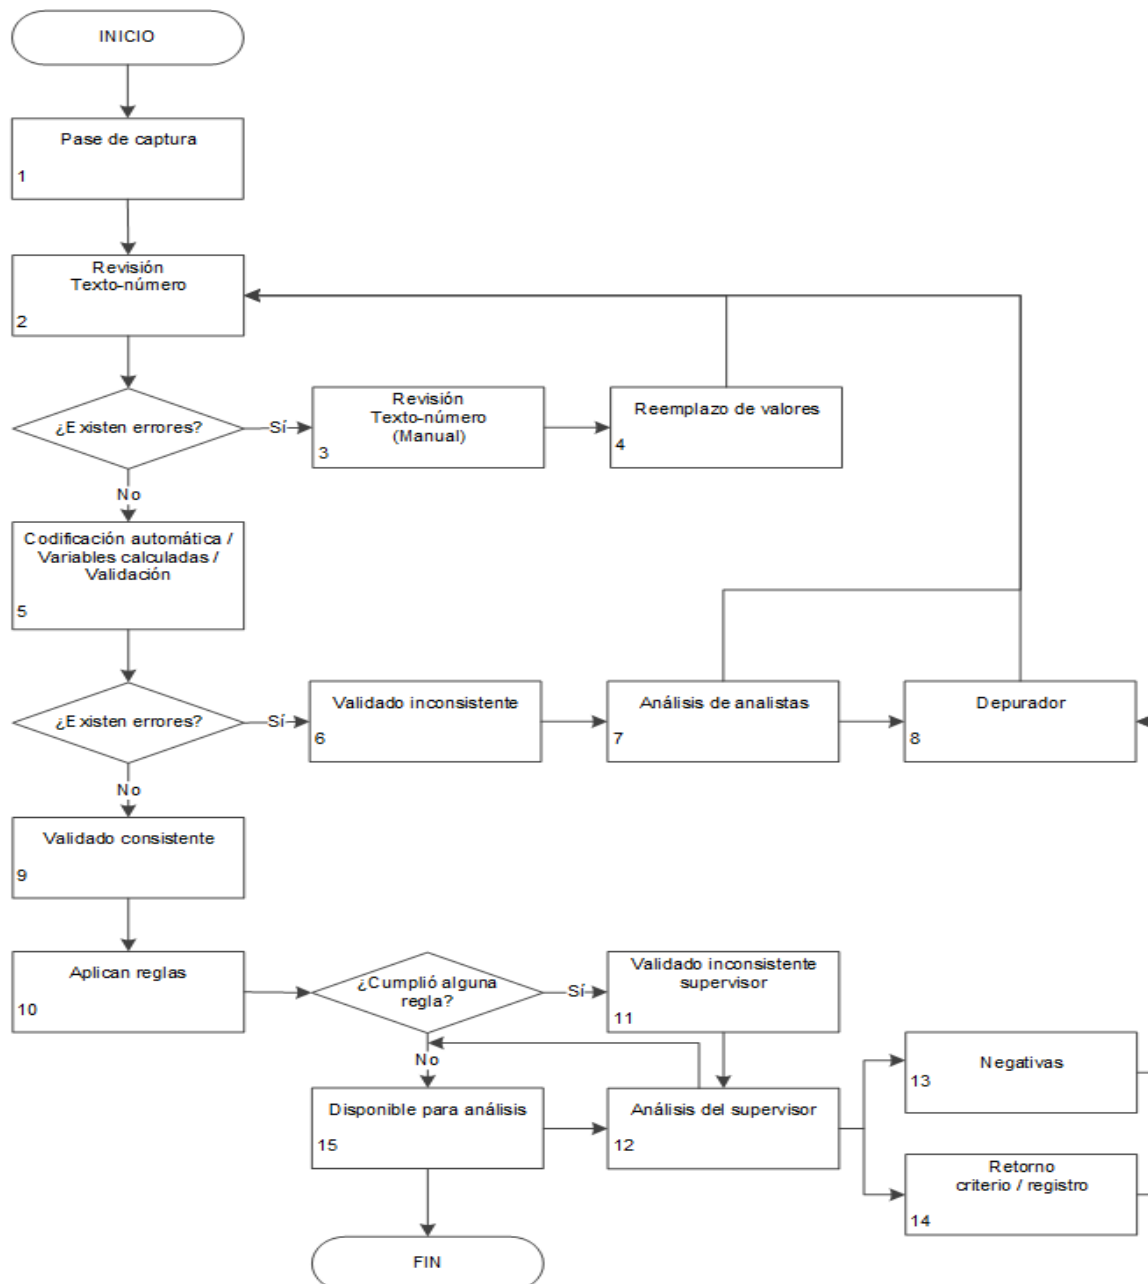 INICIO
Pase de captura
1
Revisión
Texto-número
2
¿Existen errores?
Sí
Revisión
Texto-número
(Manual)
3
Reemplazo de valores
4
No
Codificación automática /
Variables calculadas /
Validación
5
¿Existen errores?
Sí
Validado inconsistente
6
Análisis de analistas
7
Depurador
8
No
Validado consistente
9
Aplican reglas
10
¿Cumplió alguna
regla?
Sí
Validado inconsistente
supervisor
11
No
Disponible para análisis
15
Análisis del supervisor
12
Negativas
13
Retorno
criterio / registro
14
FIN